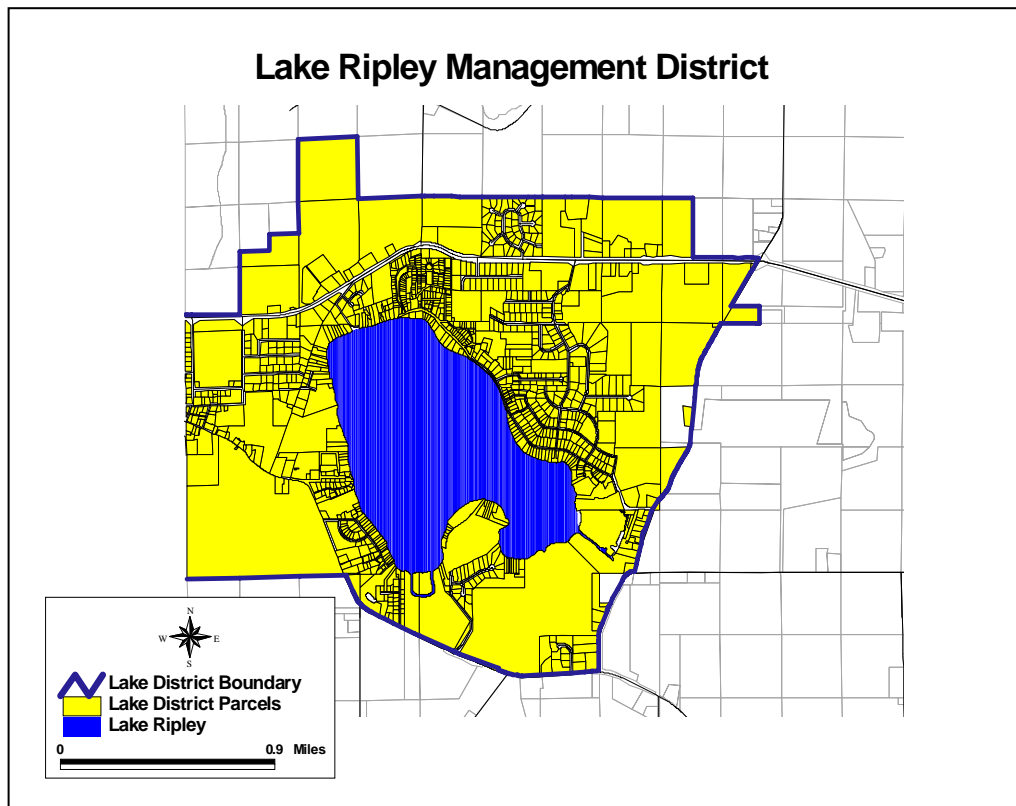 Lake Ripley Management District
N
W E
S
Lake District Boundary
Lake District Parcels
Lake Ripley
0 0.9 Miles